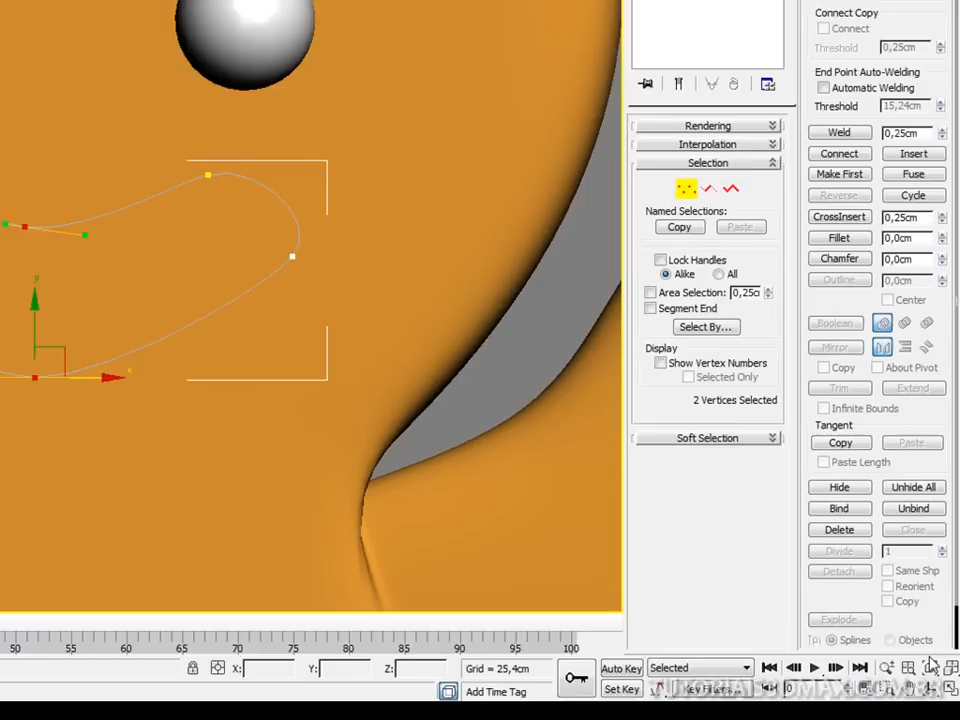 Connect Copy
Connect
Threshold 0,25cm
End Point Auto-Welding
Automatic Welding
Threshold 15,24cm
Weld 0,25cm
Connect Insert
Make First Fuse
Reverse Cycle
CrossInsert 0,25cm
Fillet 0,0cm
Chamfer 0,0cm
Outline 0,0cm
Center
Boolean
Mirror
Copy About Pivot
Trim Extend
Infinite Bounds
Tangent
Copy Paste
Paste Length
Hide Unhide All
Bind Unbind
Delete Close
Divide 1
Same Shp
Detach Reorient
Copy
Explode
Splines Objects
Rendering
Interpolation
Selection
Named Selections:
Copy Paste
Lock Handles
Alike All
Area Selection: 0,25c
Segment End
Select By...
Display
Show Vertex Numbers
Selected Only
2 Vertices Selected
Soft Selection
y
x
50 55 60 65 70 75 80 85 90 95 100
X: Y: Z: Grid = 25,4cm
Add Time Tag
Auto Key Selected
Set Key Key Filters... 0
TUTORIAIS3DMAX.COM.BR